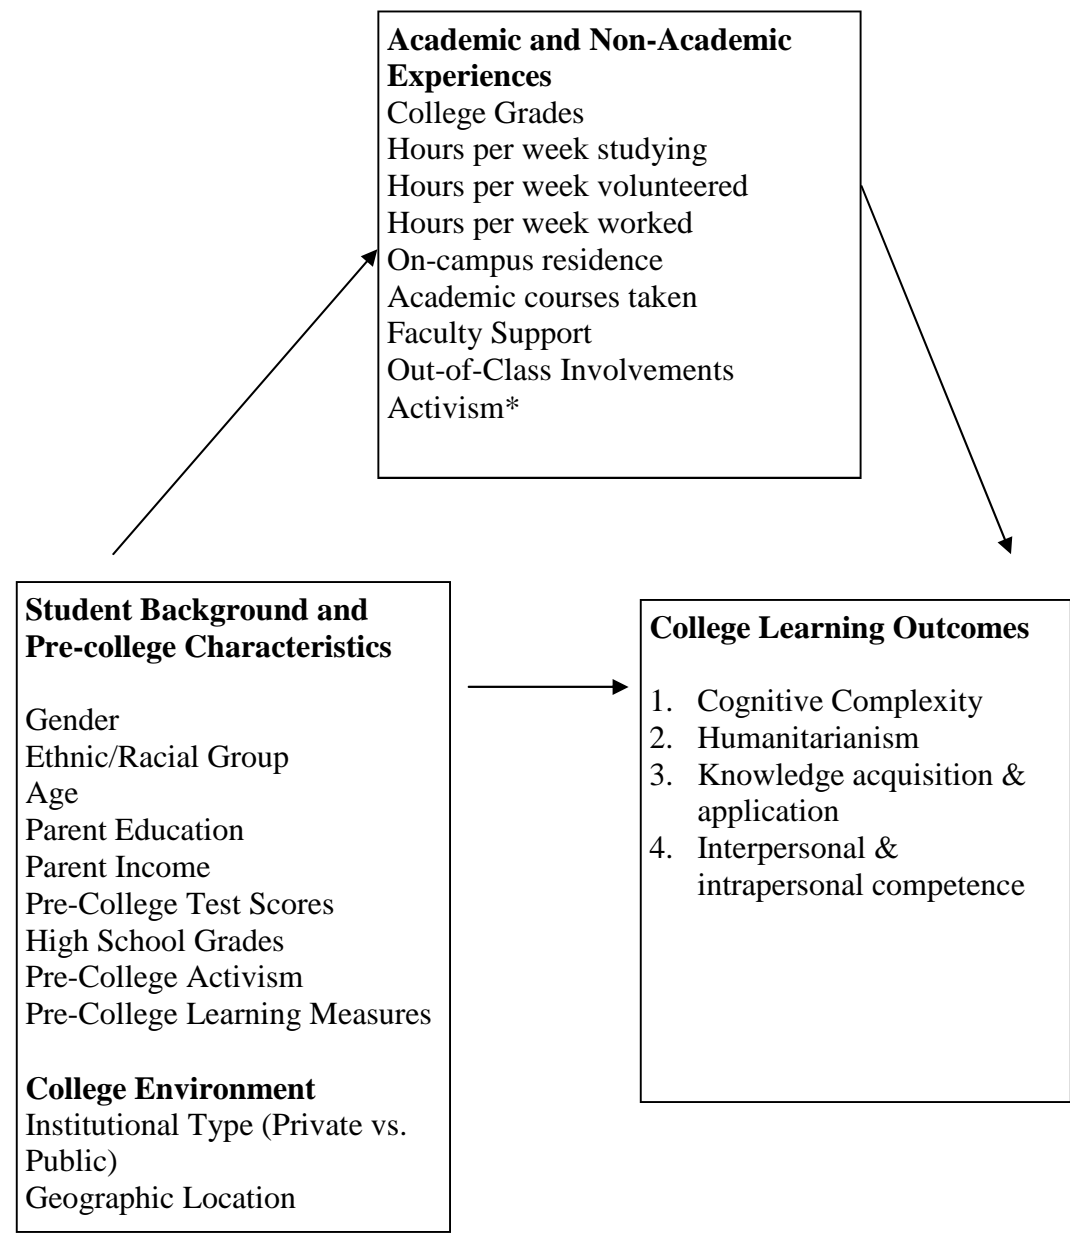 Academic and Non-Academic
Experiences
College Grades
Hours per week studying
Hours per week volunteered
Hours per week worked
On-campus residence
Academic courses taken
Faculty Support
Out-of-Class Involvements
Activism*
Student Background and
Pre-college Characteristics
Gender
Ethnic/Racial Group
Age
Parent Education
Parent Income
Pre-College Test Scores
High School Grades
Pre-College Activism
Pre-College Learning Measures
College Environment
Institutional Type (Private vs.
Public)
Geographic Location
College Learning Outcomes
1. Cognitive Complexity
2. Humanitarianism
3. Knowledge acquisition &
application
4. Interpersonal &
intrapersonal competence